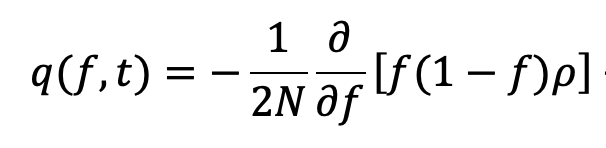 q(f, t) = − 1/2N ∂/∂f [f(1 − f)ρ]